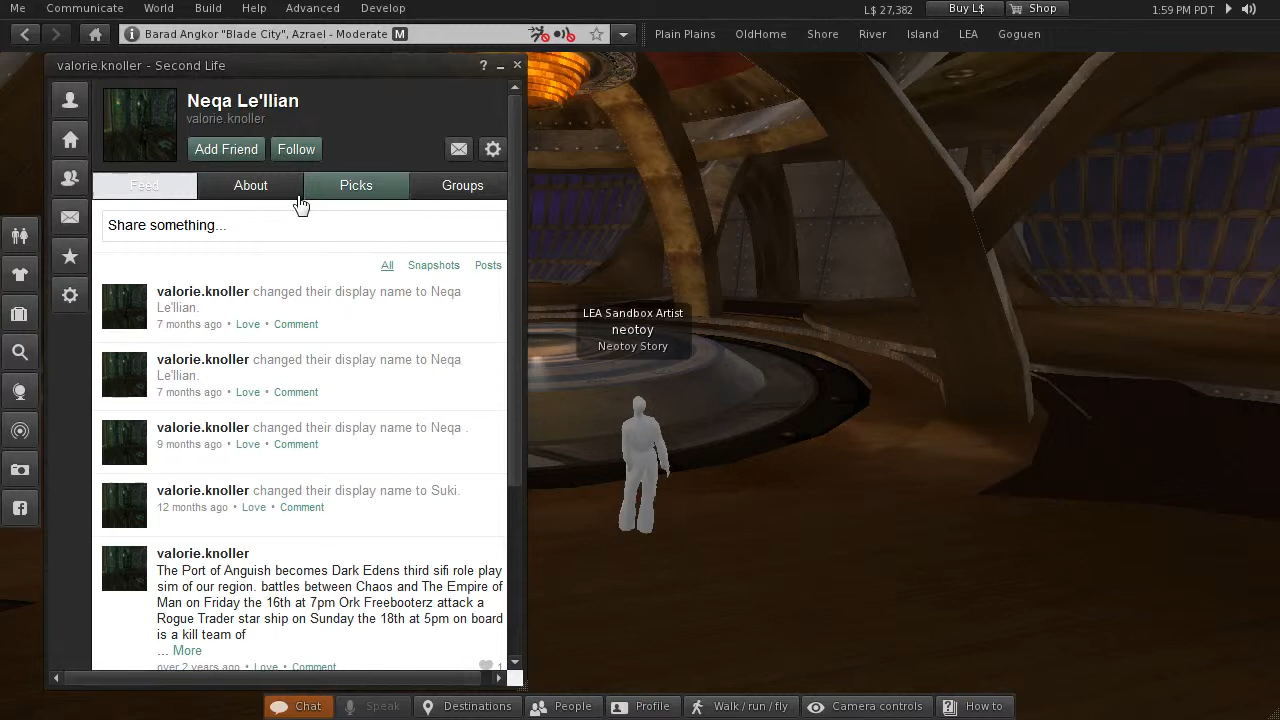 Me Communicate World Build Help Advanced Develop
L$ 27,382 Buy L$ Shop 1:59 PM PDT
Barad Angkor "Blade City", Azrael - Moderate M
Plain Plains OldHome Shore River Island LEA Goguen
valorie.knoller - Second Life ?
Neqa Le'llian
valorie.knoller
Add Friend Follow
Feed About Picks Groups
Share something...
All Snapshots Posts
valorie.knoller changed their display name to Neqa
Le'llian.
7 months ago • Love • Comment
valorie.knoller changed their display name to Neqa
Le'llian.
7 months ago • Love • Comment
valorie.knoller changed their display name to Neqa .
9 months ago • Love • Comment
valorie.knoller changed their display name to Suki.
12 months ago • Love • Comment
valorie.knoller
The Port of Anguish becomes Dark Edens third sifi role play
sim of our region. battles between Chaos and The Empire of
Man on Friday the 16th at 7pm Ork Freebooterz attack a
Rogue Trader star ship on Sunday the 18th at 5pm on board
is a kill team of
... More
over 2 years ago • Love • Comment 1
LEA Sandbox Artist
neotoy
Neotoy Story
Chat Speak Destinations People Profile Walk / run / fly Camera controls How to